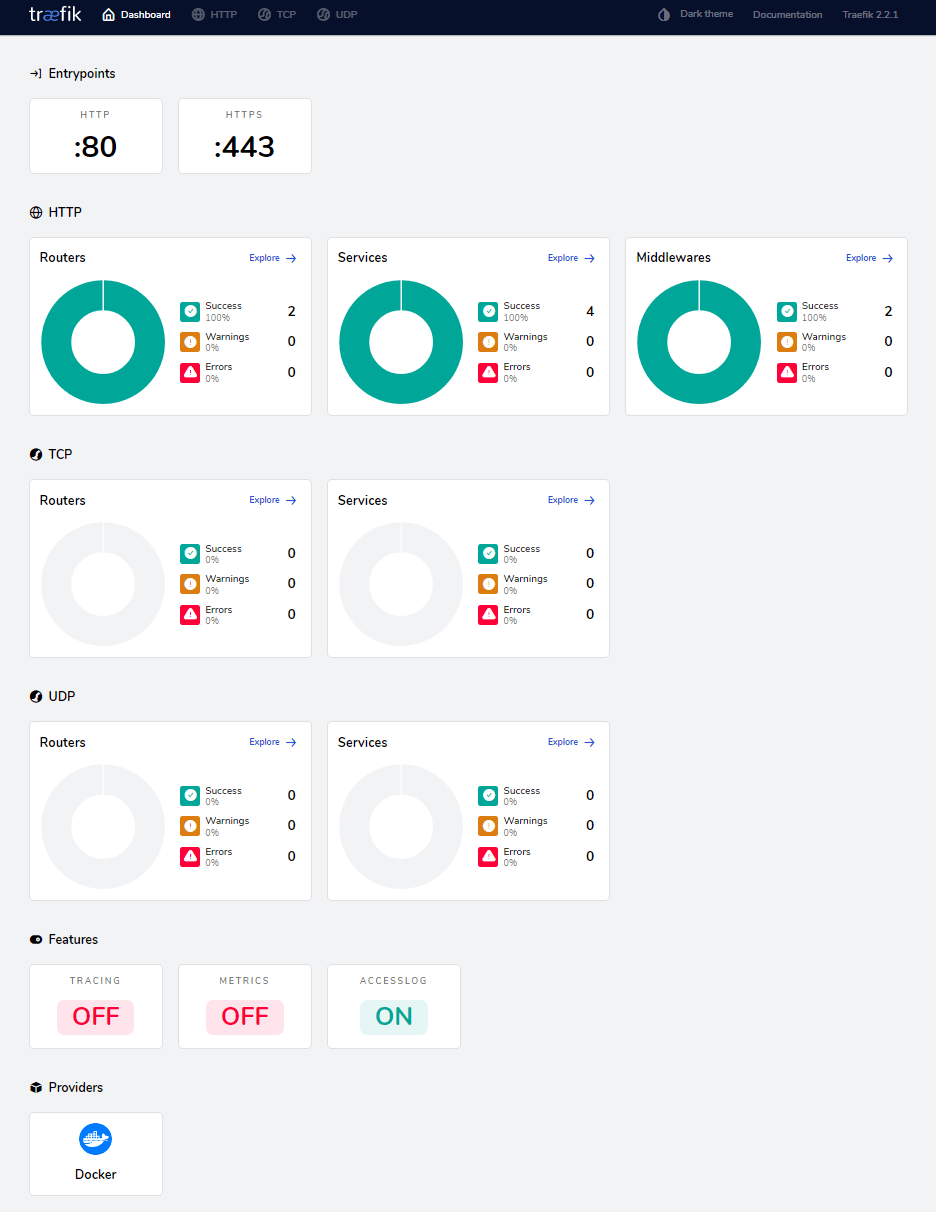 træfik Dashboard HTTP TCP UDP Dark theme Documentation Traefik 2.2.1
Entrypoints
HTTP HTTPS
:80 :443
HTTP
Routers Explore Services Explore Middlewares Explore
Success 2 Success 4 Success 2
100% 100% 100%
Warnings 0 Warnings 0 Warnings 0
0% 0% 0%
Errors 0 Errors 0 Errors 0
0% 0% 0%
TCP
Routers Explore Services Explore
Success 0 Success 0
0% 0%
Warnings 0 Warnings 0
0% 0%
Errors 0 Errors 0
0% 0%
UDP
Routers Explore Services Explore
Success 0 Success 0
0% 0%
Warnings 0 Warnings 0
0% 0%
Errors 0 Errors 0
0% 0%
Features
TRACING METRICS ACCESSLOG
OFF OFF ON
Providers
Docker